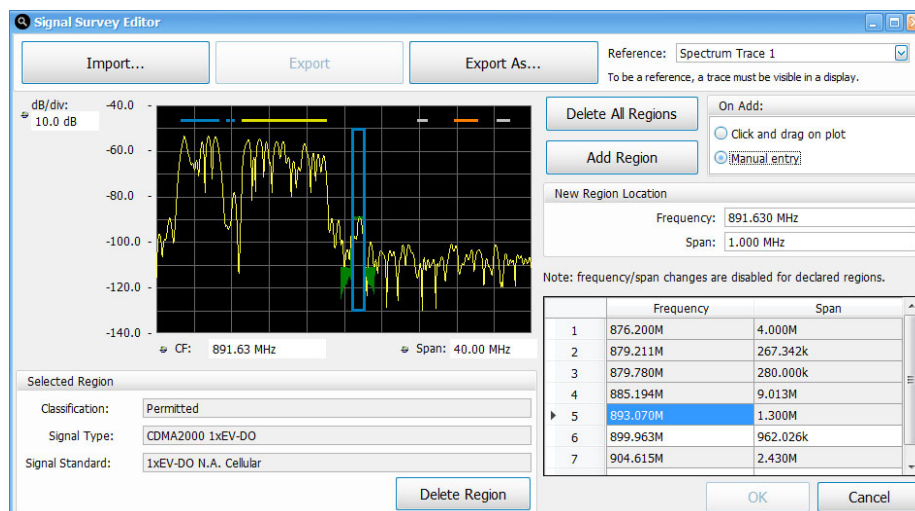 Signal Survey Editor
Import...
Export
Export As...
Reference: Spectrum Trace 1
To be a reference, a trace must be visible in a display.
dB/div:
10.0 dB
-40.0
-60.0
-80.0
-100.0
-120.0
-140.0
CF: 891.63 MHz
Span: 40.00 MHz
Delete All Regions
Add Region
On Add:
Click and drag on plot
Manual entry
New Region Location
Frequency: 891.630 MHz
Span: 1.000 MHz
Note: frequency/span changes are disabled for declared regions.
Frequency Span
1 876.200M 4.000M
2 879.211M 267.342k
3 879.780M 280.000k
4 885.194M 9.013M
5 893.070M 1.300M
6 899.963M 962.026k
7 904.615M 2.430M
Selected Region
Classification: Permitted
Signal Type: CDMA2000 1xEV-DO
Signal Standard: 1xEV-DO N.A. Cellular
Delete Region
OK
Cancel